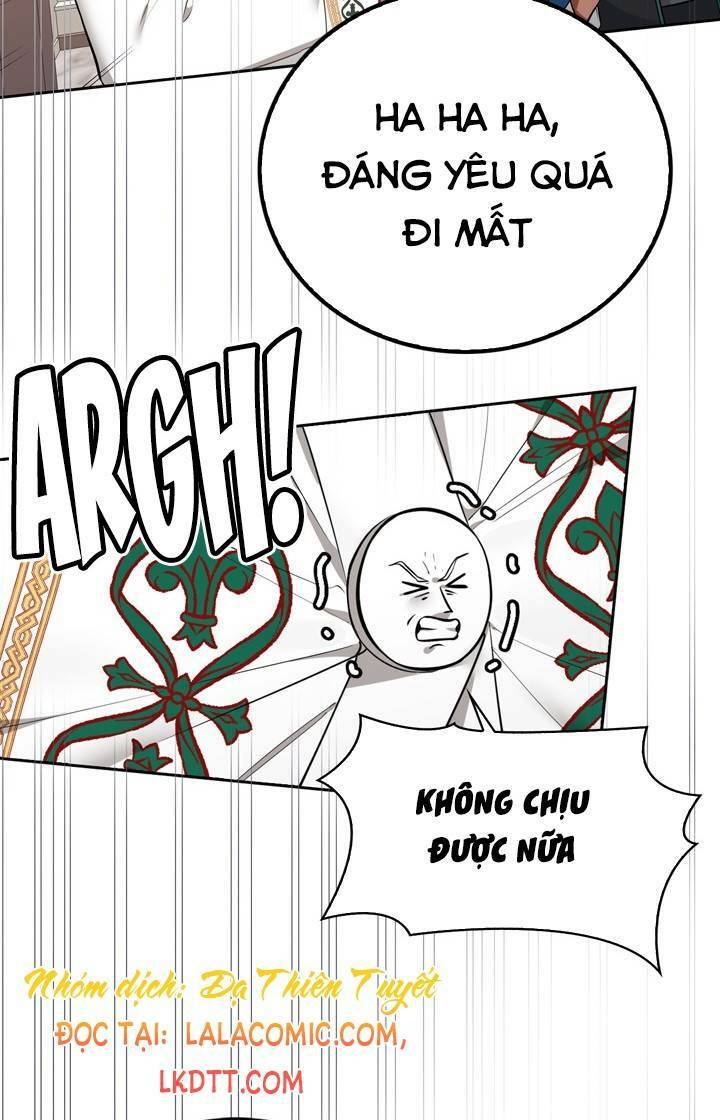 HA HA HA,
ĐÁNG YÊU QUÁ
ĐI MẤT
ARGH!
KHÔNG CHỊU
ĐƯỢC NỮA
Nhóm dịch: Dạ Thiên Tuyết
ĐỌC TẠI: LALACOMIC.COM,
LKDTT.COM